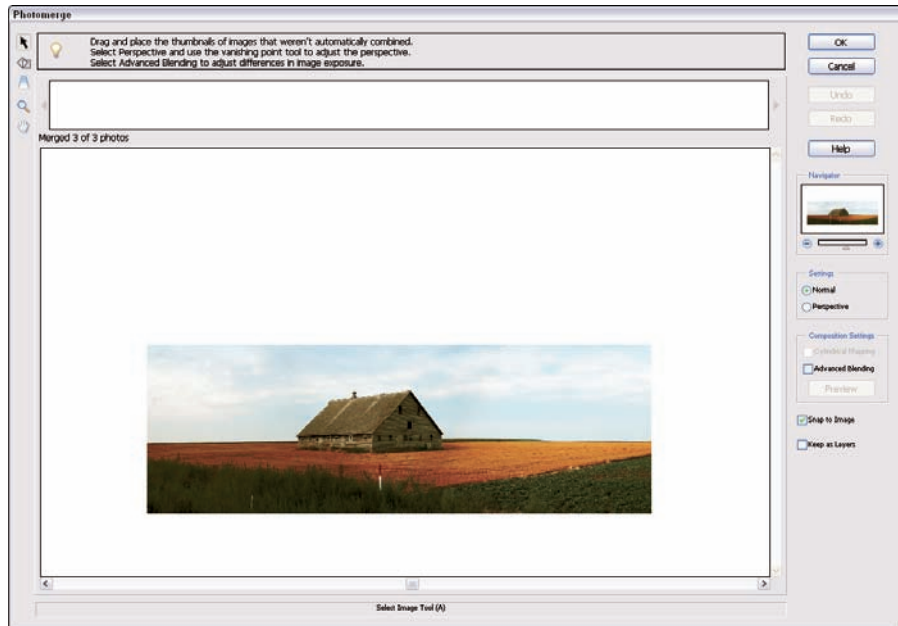 Photomerge
Drag and place the thumbnails of images that weren't automatically combined.
Select Perspective and use the vanishing point tool to adjust the perspective.
Select Advanced Blending to adjust differences in image exposure.
OK
Cancel
Undo
Redo
Help
Merged 3 of 3 photos
Navigator
Settings
Normal
Perspective
Composition Settings
Cylindrical Mapping
Advanced Blending
Preview
Snap to Image
Keep as Layers
Select Image Tool (A)